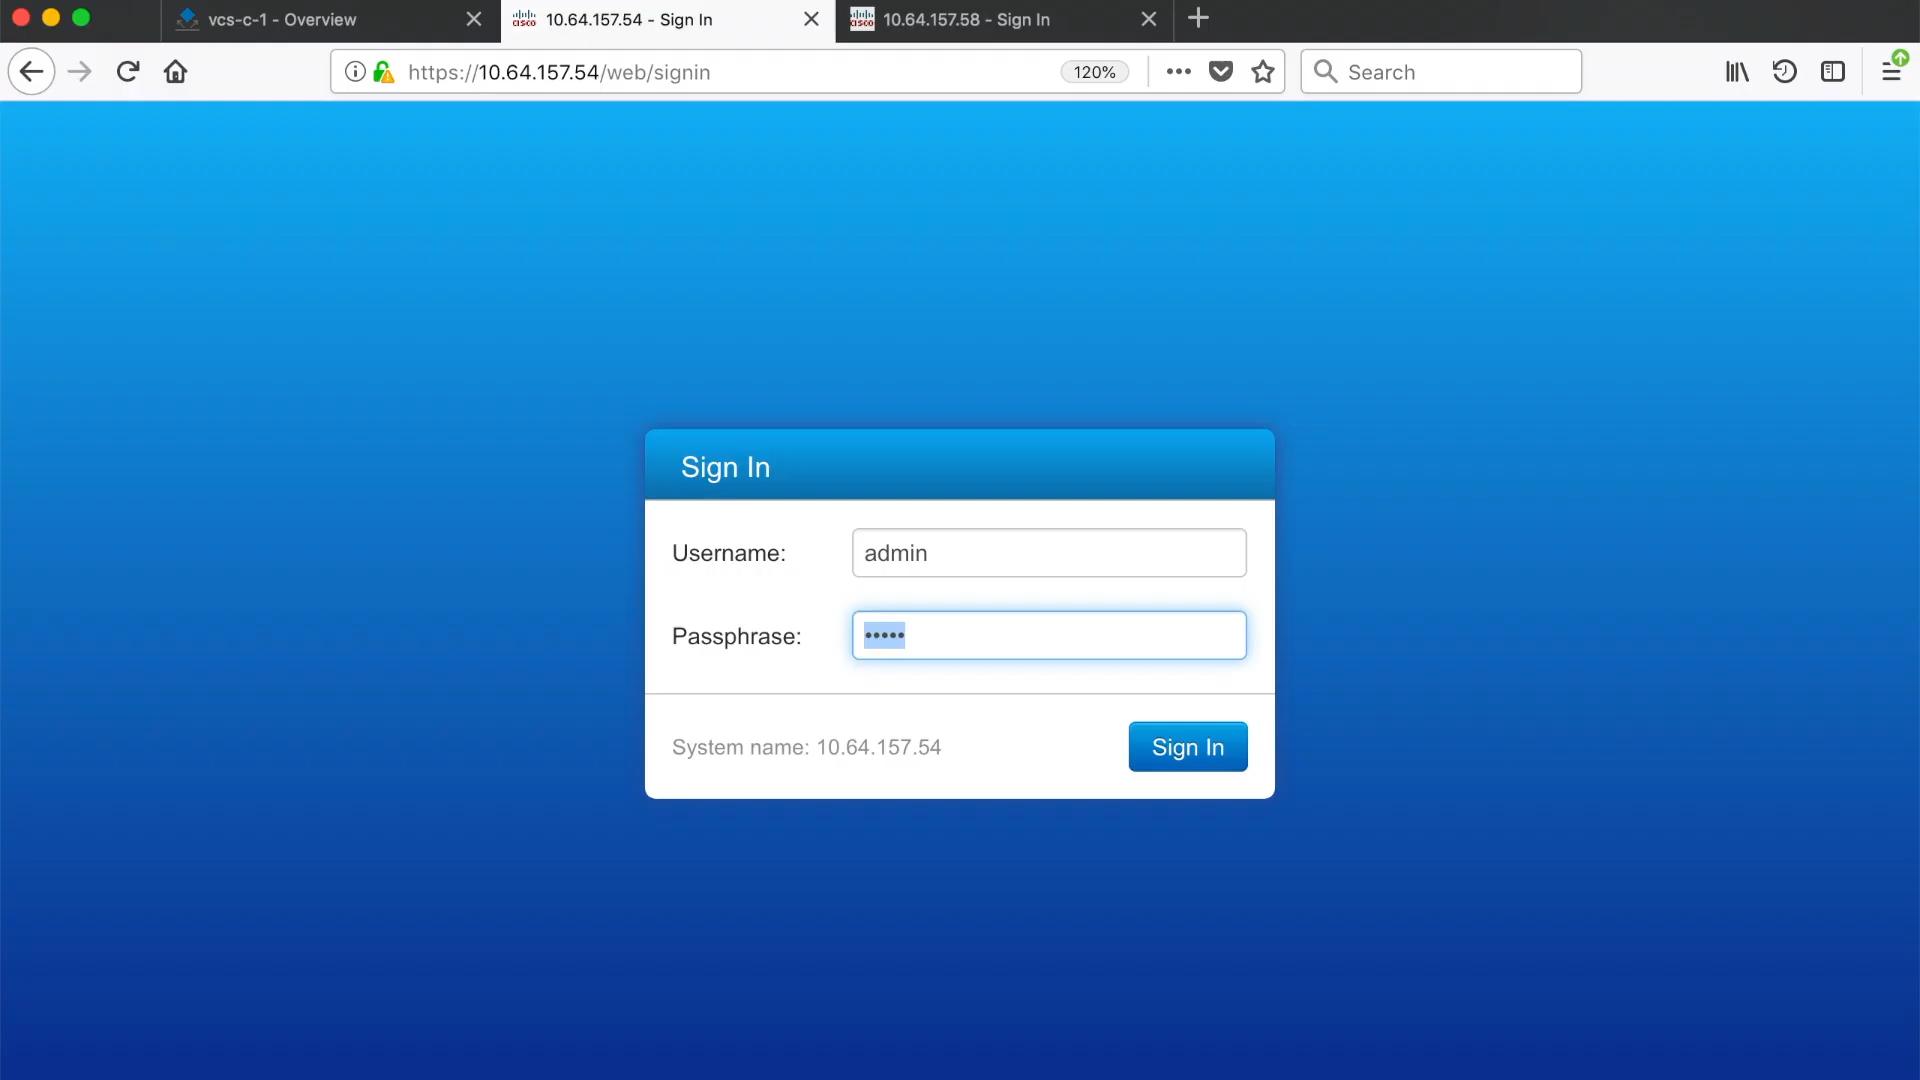 vcs-c-1 - Overview
10.64.157.54 - Sign In
10.64.157.58 - Sign In
https://10.64.157.54/web/signin
120%
Search
Sign In
Username:
admin
Passphrase:
•••••
System name: 10.64.157.54
Sign In